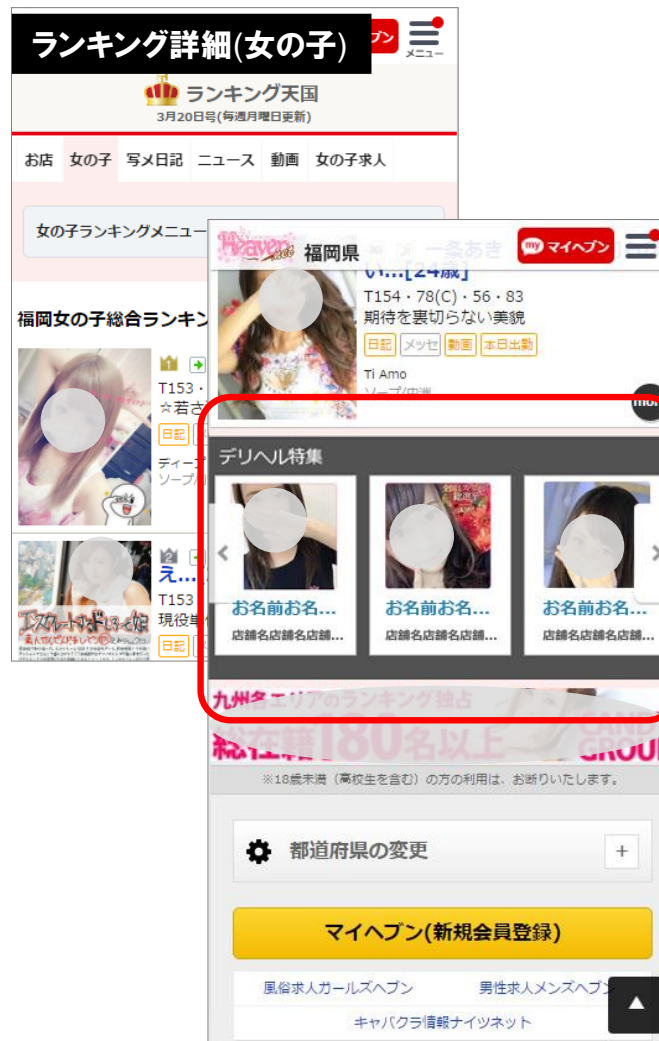 ランキング詳細(女の子)
メニュー
ランキング天国
3月20日号(毎週月曜日更新)
お店 女の子 写メ日記 ニュース 動画 女の子求人
女の子ランキングメニュー
福岡女の子総合ランキン
1
T153・
☆若さ
日記
ディープ
2
え...
T153
現役単
日記
Heaven net 福岡県 my マイヘブン
い...[24歳]
T154・78(C)・56・83
期待を裏切らない美貌
日記 メッセ 動画 本日出勤
Ti Amo
ソープ/中洲
デリヘル特集
お名前お名... お名前お名... お名前お名...
店舗名店舗名店舗... 店舗名店舗名店舗... 店舗名店舗名店舗...
九州各エリアのランキング独占
総在籍180名以上
CANDY GROUP
※18歳未満（高校生を含む）の方の利用は、お断りいたします。
都道府県の変更 +
マイヘブン(新規会員登録)
風俗求人ガールズヘブン 男性求人メンズヘブン
キャバクラ情報ナイツネット